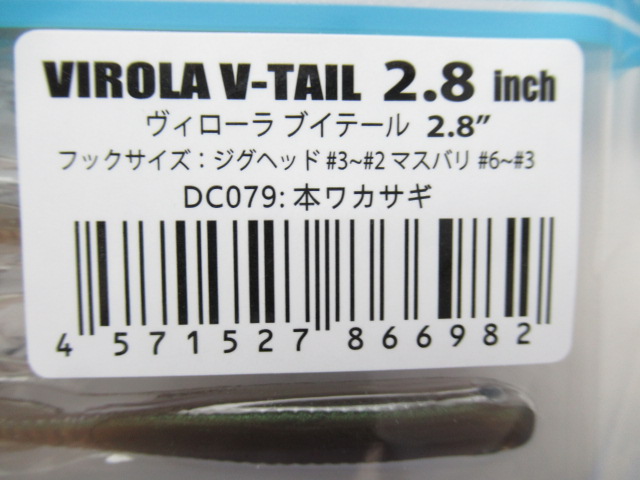 VIROLA V-TAIL 2.8 inch
ヴィローラ ブイテール 2.8"
フックサイズ：ジグヘッド #3~#2 マスバリ #6~#3
DC079: 本ワカサギ
4 571527 866982